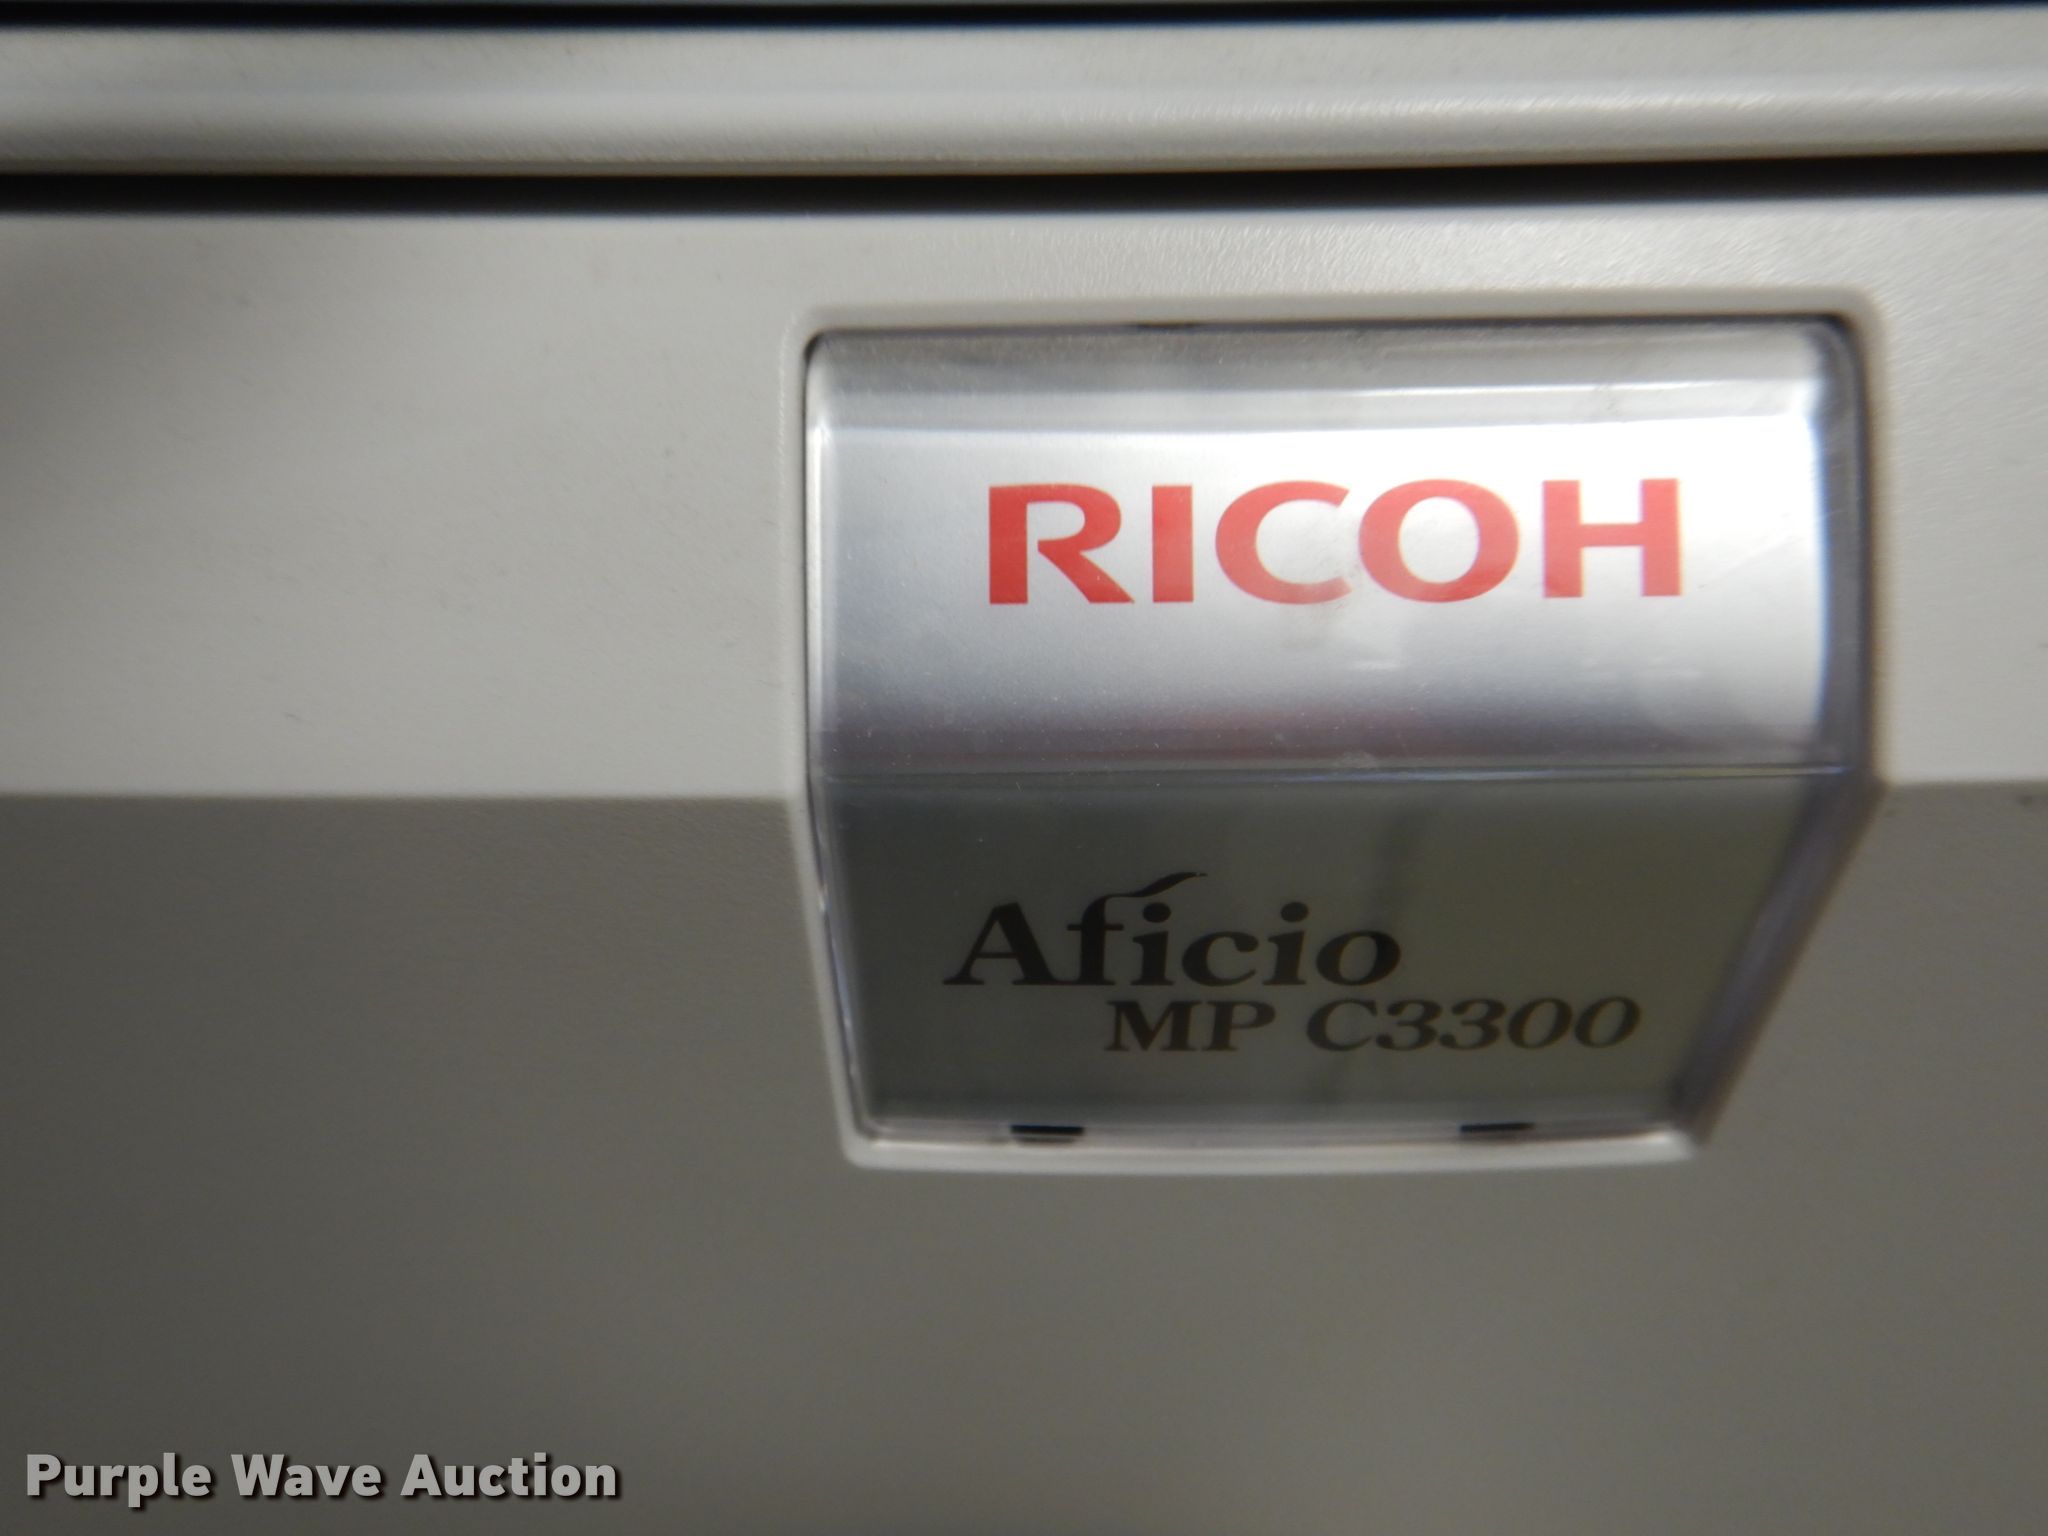 RICOH
Aficio
MP C3300
Purple Wave Auction